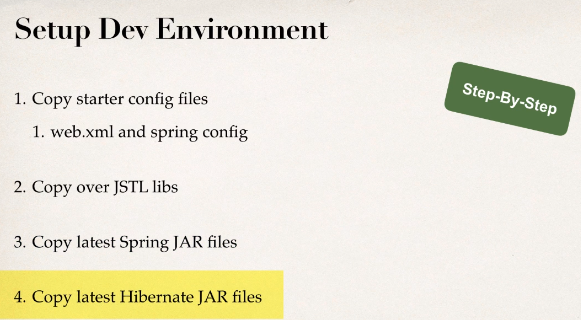 Setup Dev Environment
Step-By-Step
1. Copy starter config files
1. web.xml and spring config
2. Copy over JSTL libs
3. Copy latest Spring JAR files
4. Copy latest Hibernate JAR files